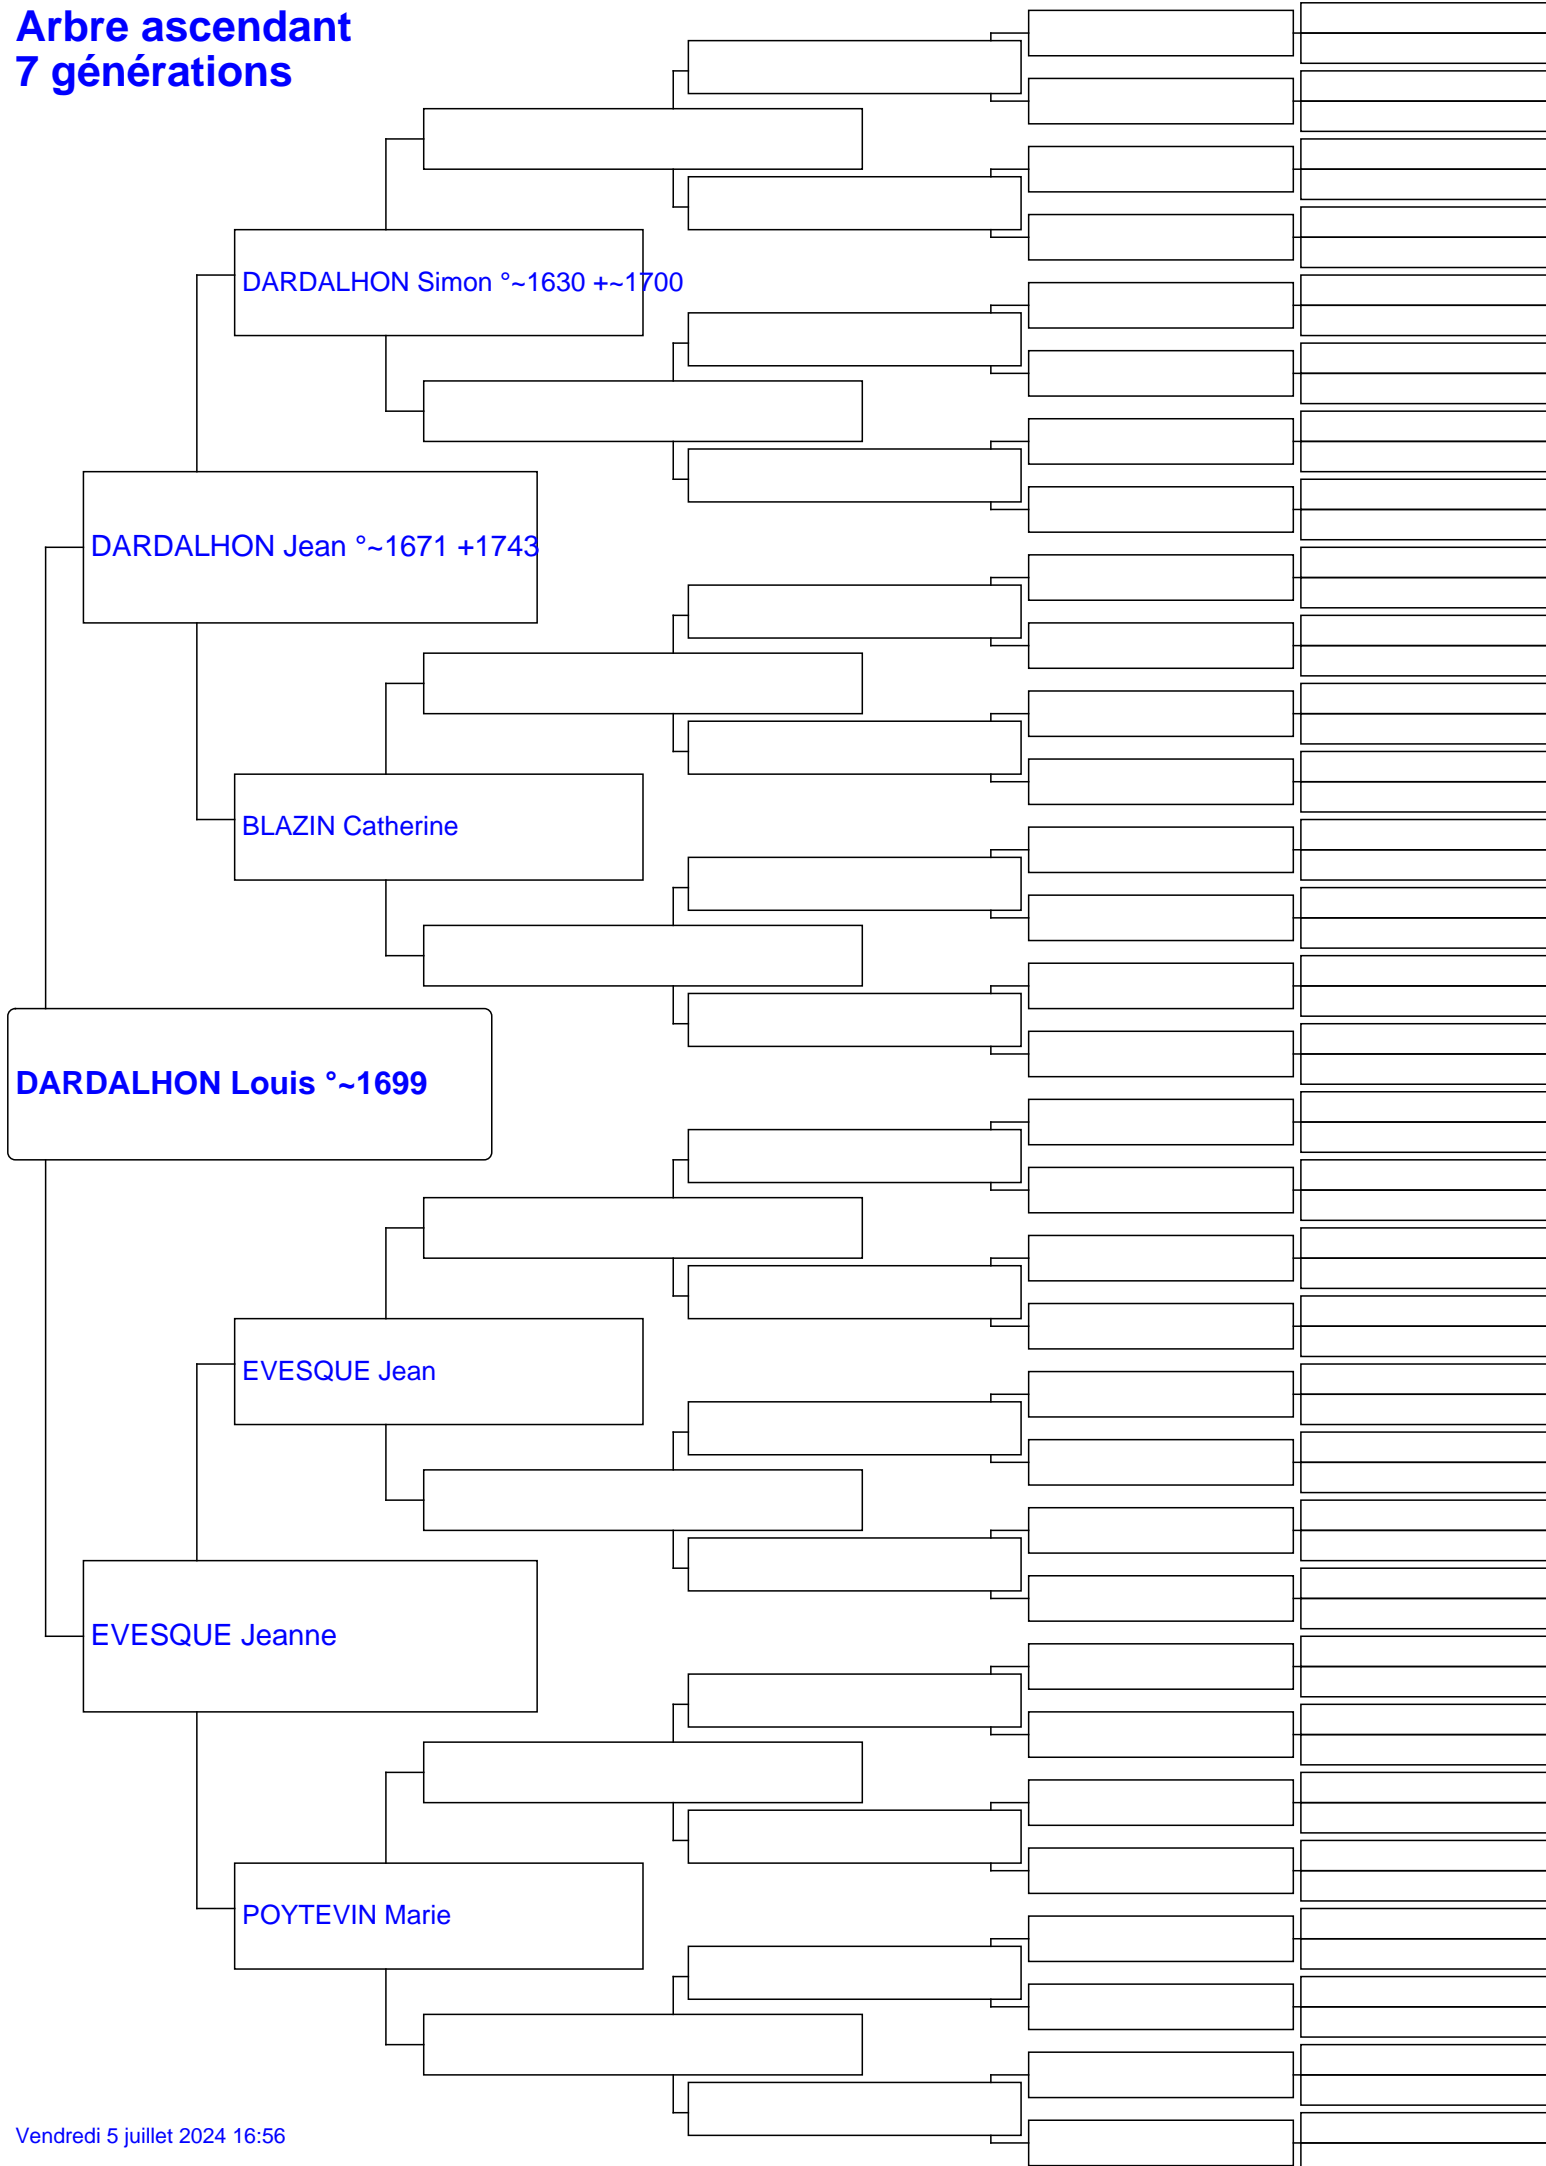 Arbre ascendant
7 générations
DARDALHON Simon °~1630 +~1700
DARDALHON Jean °~1671 +1743
BLAZIN Catherine
DARDALHON Louis °~1699
EVESQUE Jean
EVESQUE Jeanne
POYTEVIN Marie
Vendredi 5 juillet 2024 16:56